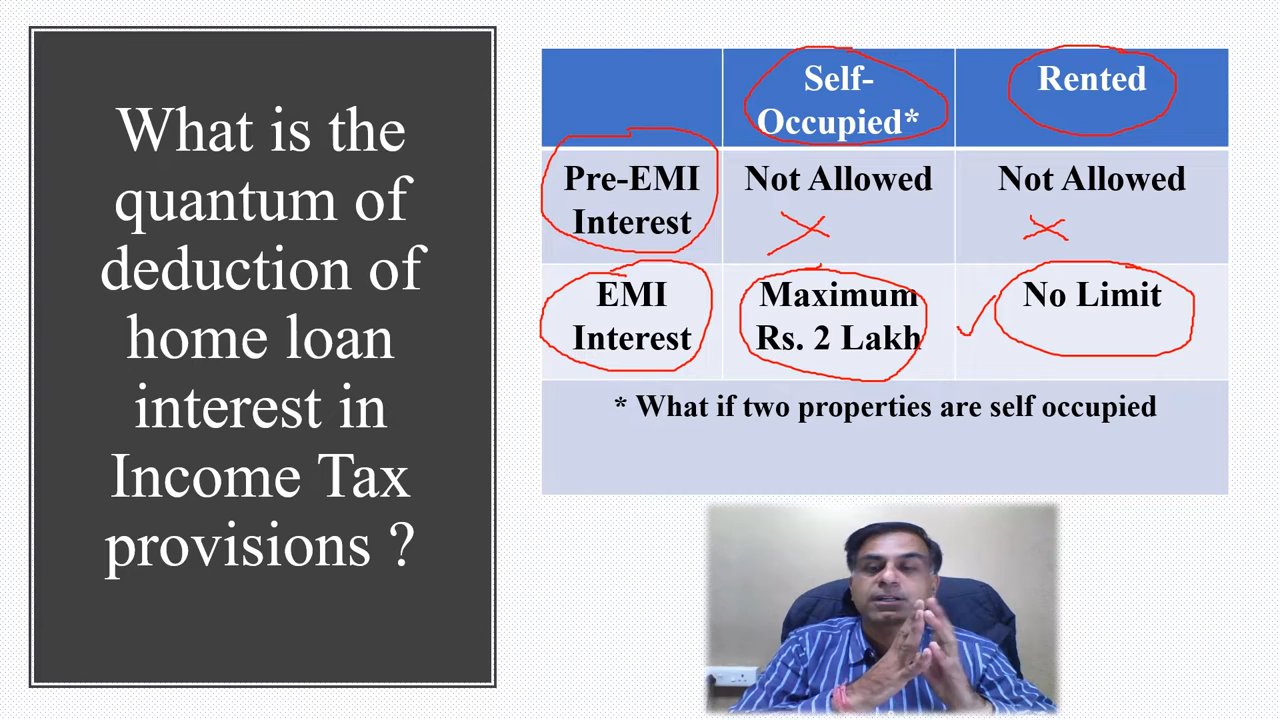 What is the
quantum of
deduction of
home loan
interest in
Income Tax
provisions ?
Self-
Occupied*
Rented
Pre-EMI
Interest
Not Allowed
Not Allowed
EMI
Interest
Maximum
Rs. 2 Lakh
No Limit
* What if two properties are self occupied